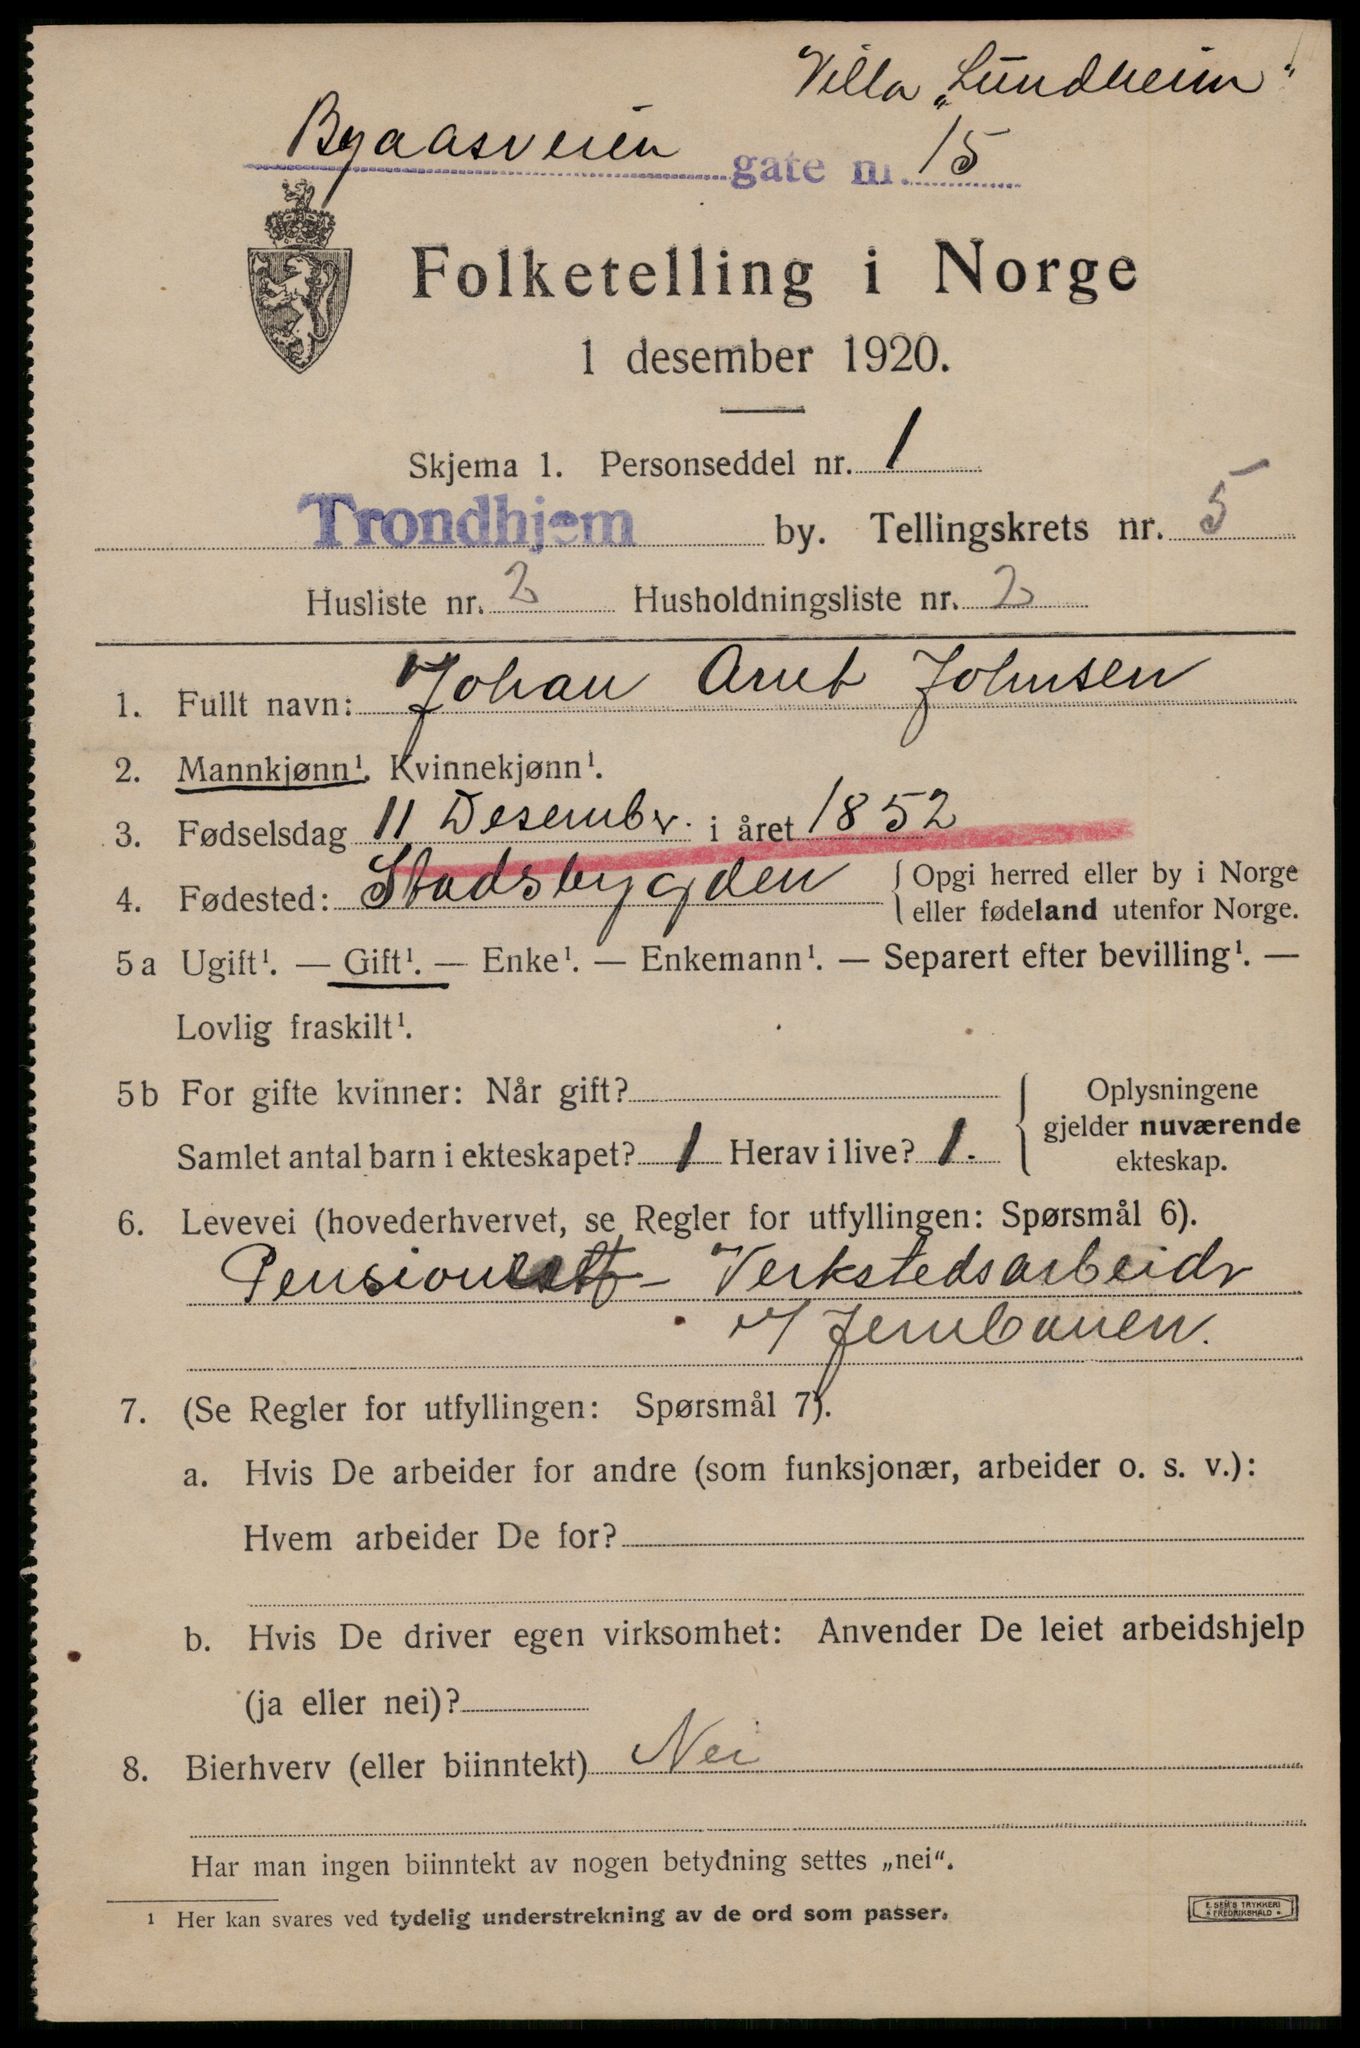 Villa „Lundheim"
Byaasveien gate nr. 15
Folketelling i Norge
1 desember 1920.
Skjema 1. Personseddel nr. 1
Trondhjem by. Tellingskrets nr. 5
Husliste nr. 2 Husholdningsliste nr. 2
1. Fullt navn: Johan Arnt Johnsen
2. Mannkjønn¹. Kvinnekjønn¹.
3. Fødselsdag 11 Desembr. i året 1852
4. Fødested: Stadsbygden { Opgi herred eller by i Norge
eller fødeland utenfor Norge.
5a Ugift¹. — Gift¹. — Enke¹. — Enkemann¹. — Separert efter bevilling¹. —
Lovlig fraskilt¹.
5b For gifte kvinner: Når gift? { Oplysningene
gjelder nuværende
ekteskap.
Samlet antal barn i ekteskapet? 1 Herav i live? 1.
6. Levevei (hovederhvervet, se Regler for utfyllingen: Spørsmål 6).
– Verkstedsarbeidr
v/ Jernbanen.
7. (Se Regler for utfyllingen: Spørsmål 7).
a. Hvis De arbeider for andre (som funksjonær, arbeider o. s. v.):
Hvem arbeider De for?
b. Hvis De driver egen virksomhet: Anvender De leiet arbeidshjelp
(ja eller nei)?
8. Bierhverv (eller biinntekt) Nei
Har man ingen biinntekt av nogen betydning settes „nei".
¹ Her kan svares ved tydelig understrekning av de ord som passer.
E. SEM'S TRYKKERI
* FREDRIKSHALD *